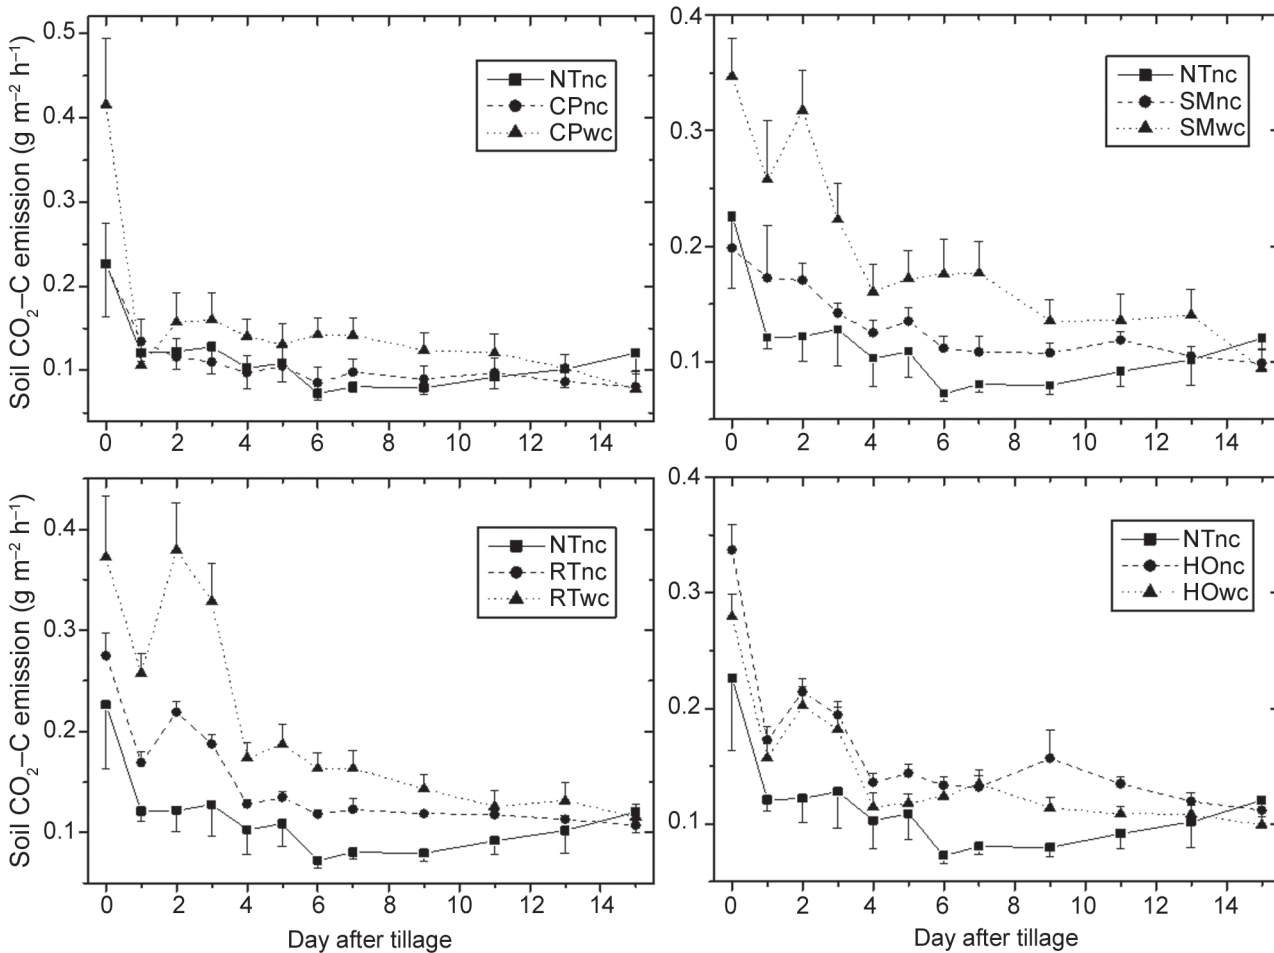 Soil CO₂–C emission (g m⁻² h⁻¹)
0.5
0.4
0.3
0.2
0.1
NTnc
CPnc
CPwc
0 2 4 6 8 10 12 14
0.4
0.3
0.2
0.1
NTnc
SMnc
SMwc
0 2 4 6 8 10 12 14
Soil CO₂–C emission (g m⁻² h⁻¹)
0.4
0.3
0.2
0.1
NTnc
RTnc
RTwc
0 2 4 6 8 10 12 14
Day after tillage
0.4
0.3
0.2
0.1
NTnc
HOnc
HOwc
0 2 4 6 8 10 12 14
Day after tillage